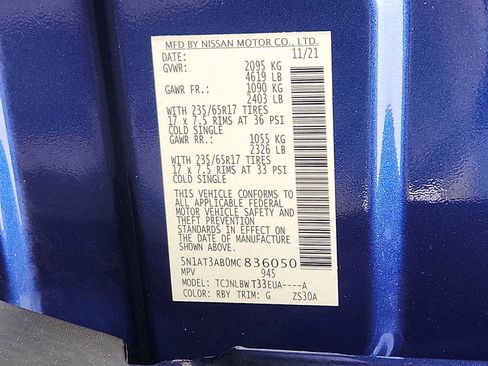 MFD BY NISSAN MOTOR CO., LTD.
DATE: 11/21
GVWR: 2095 KG
4619 LB
GAWR FR.: 1090 KG
2403 LB
WITH 235/65R17 TIRES
17 x 7.5 RIMS AT 36 PSI
COLD SINGLE
GAWR RR.: 1055 KG
2326 LB
WITH 235/65R17 TIRES
17 x 7.5 RIMS AT 33 PSI
COLD SINGLE
THIS VEHICLE CONFORMS TO
ALL APPLICABLE FEDERAL
MOTOR VEHICLE SAFETY AND
AND THEFT PREVENTION
STANDARDS IN EFFECT ON THE
DATE OF MANUFACTURE
SHOWN ABOVE.
5N1AT3AB0MC836050
MPV 945
MODEL: TCJNLBWT33EUA----A
COLOR: RBY TRIM: G ZS30A